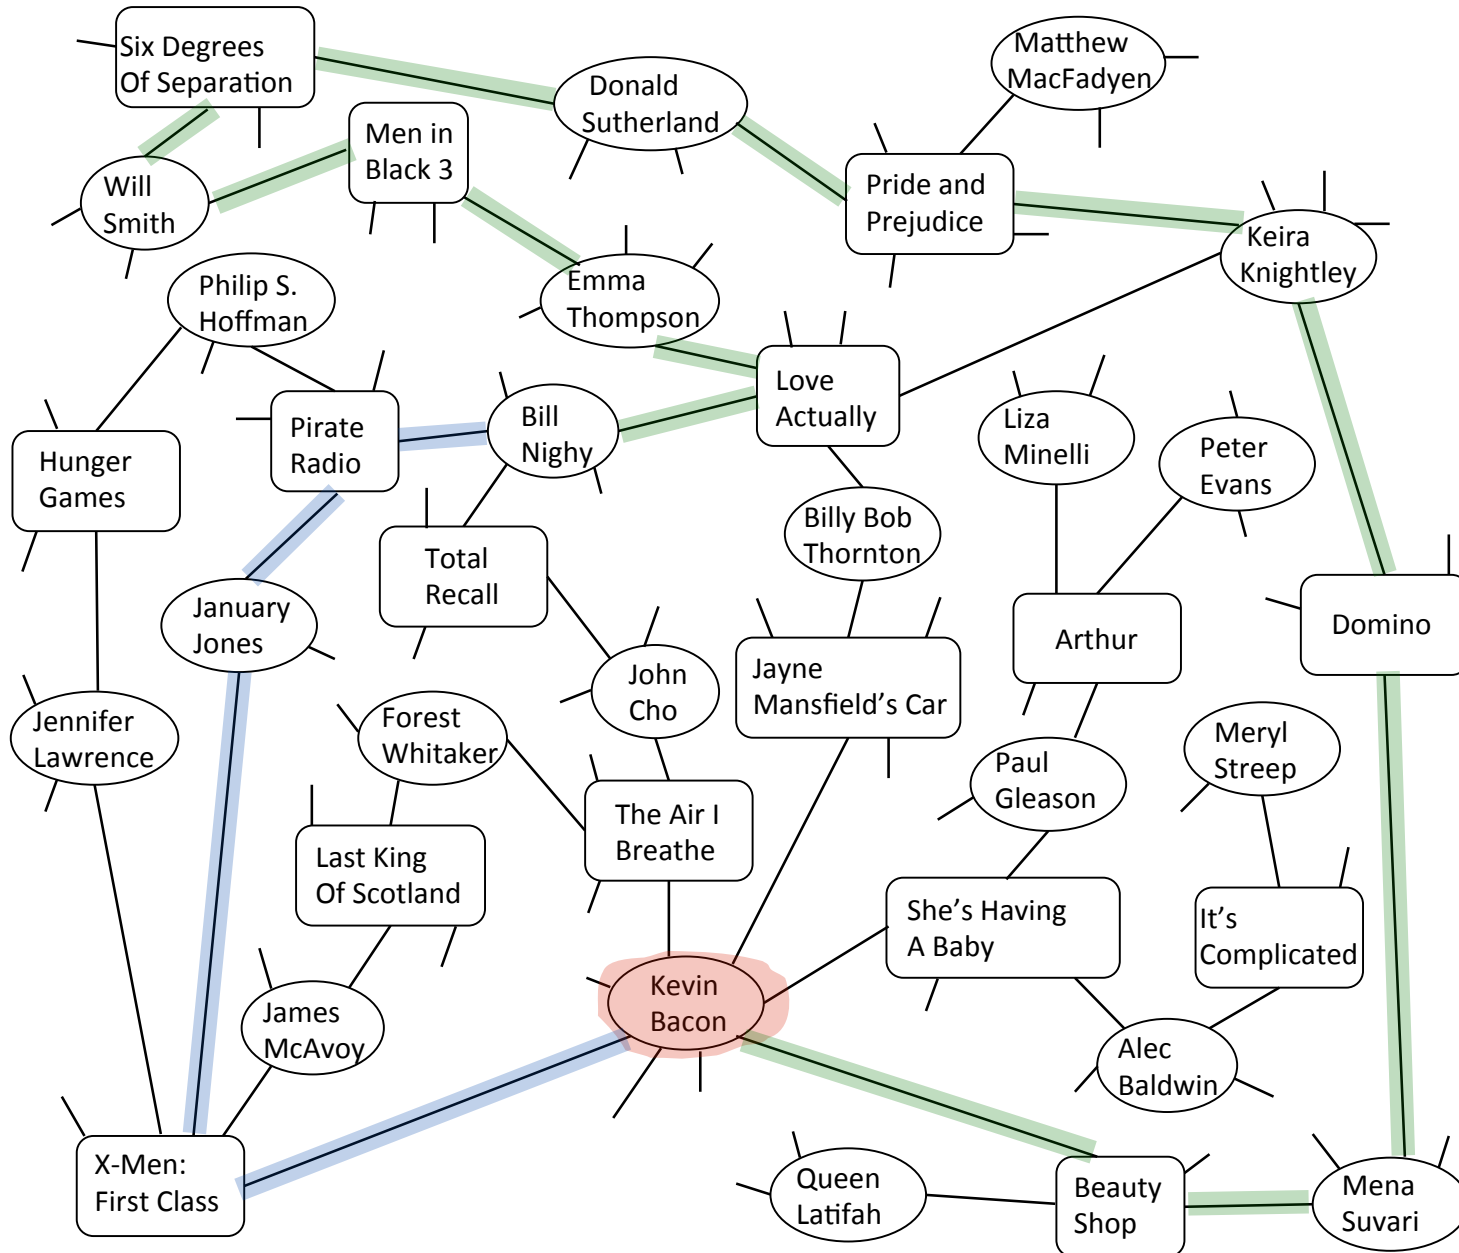 Six Degrees
Of Separation
Donald
Sutherland
Matthew
MacFadyen
Men in
Black 3
Will
Smith
Pride and
Prejudice
Keira
Knightley
Philip S.
Hoffman
Emma
Thompson
Love
Actually
Pirate
Radio
Bill
Nighy
Liza
Minelli
Peter
Evans
Hunger
Games
Billy Bob
Thornton
Total
Recall
January
Jones
Arthur
Domino
John
Cho
Jayne
Mansfield's Car
Jennifer
Lawrence
Forest
Whitaker
Meryl
Streep
Paul
Gleason
The Air I
Breathe
Last King
Of Scotland
She's Having
A Baby
It's
Complicated
Kevin
Bacon
James
McAvoy
Alec
Baldwin
X-Men:
First Class
Queen
Latifah
Beauty
Shop
Mena
Suvari